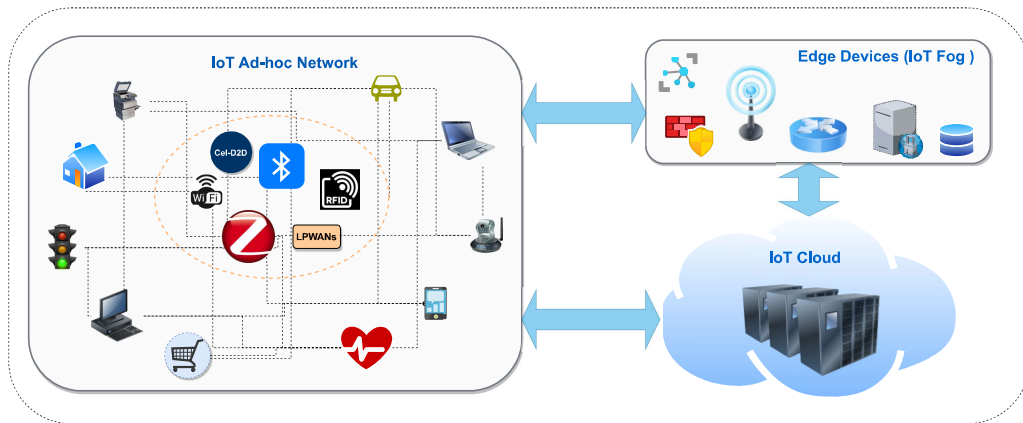 IoT Ad-hoc Network
Edge Devices (IoT Fog )
Cel-D2D
WiFi
RFID
Z
LPWANs
IoT Cloud